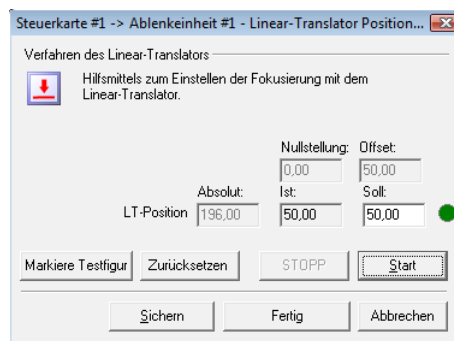 Steuerkarte #1 -> Ablenkeinheit #1 - Linear-Translator Position...
Verfahren des Linear-Translators
Hilfsmittels zum Einstellen der Fokusierung mit dem
Linear-Translator.
Nullstellung: Offset:
0,00 50,00
Absolut: Ist: Soll:
LT-Position 196,00 50,00 50,00
Markiere Testfigur Zurücksetzen STOPP Start
Sichern Fertig Abbrechen